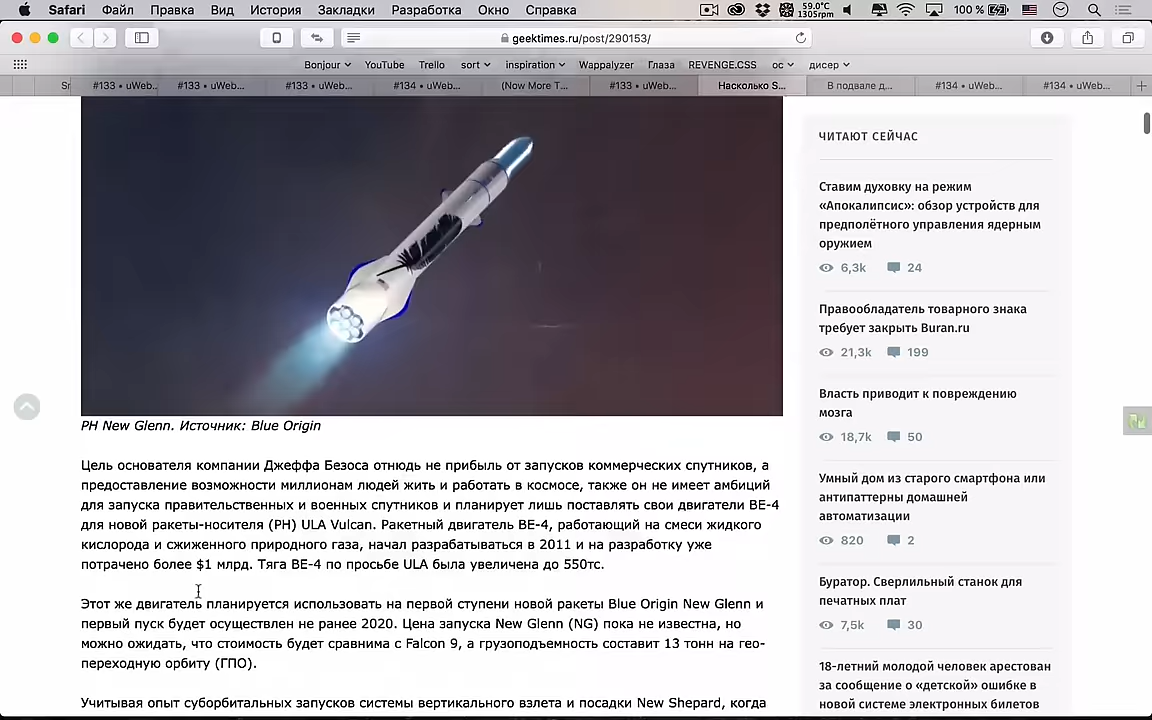 Safari Файл Правка Вид История Закладки Разработка Окно Справка 59.0°C 1305rpm 100 %
geektimes.ru/post/290153/
Bonjour YouTube Trello sort inspiration Wappalyzer Глаза REVENGE.CSS ос дисер
#133 • uWeb... #133 • uWeb... #133 • uWeb... #134 • uWeb... (Now More T... #133 • uWeb... Насколько S... В подвале д... #134 • uWeb... #134 • uWeb...
РН New Glenn. Источник: Blue Origin
Цель основателя компании Джеффа Безоса отнюдь не прибыль от запусков коммерческих спутников, а
предоставление возможности миллионам людей жить и работать в космосе, также он не имеет амбиций
для запуска правительственных и военных спутников и планирует лишь поставлять свои двигатели BE-4
для новой ракеты-носителя (РН) ULA Vulcan. Ракетный двигатель BE-4, работающий на смеси жидкого
кислорода и сжиженного природного газа, начал разрабатываться в 2011 и на разработку уже
потрачено более $1 млрд. Тяга BE-4 по просьбе ULA была увеличена до 550тс.
Этот же двигатель планируется использовать на первой ступени новой ракеты Blue Origin New Glenn и
первый пуск будет осуществлен не ранее 2020. Цена запуска New Glenn (NG) пока не известна, но
можно ожидать, что стоимость будет сравнима с Falcon 9, а грузоподъемность составит 13 тонн на гео-
переходную орбиту (ГПО).
Учитывая опыт суборбитальных запусков системы вертикального взлета и посадки New Shepard, когда
ЧИТАЮТ СЕЙЧАС
Ставим духовку на режим
«Апокалипсис»: обзор устройств для
предполётного управления ядерным
оружием
6,3k 24
Правообладатель товарного знака
требует закрыть Buran.ru
21,3k 199
Власть приводит к повреждению
мозга
18,7k 50
Умный дом из старого смартфона или
антипаттерны домашней
автоматизации
820 2
Буратор. Сверлильный станок для
печатных плат
7,5k 30
18-летний молодой человек арестован
за сообщение о «детской» ошибке в
новой системе электронных билетов